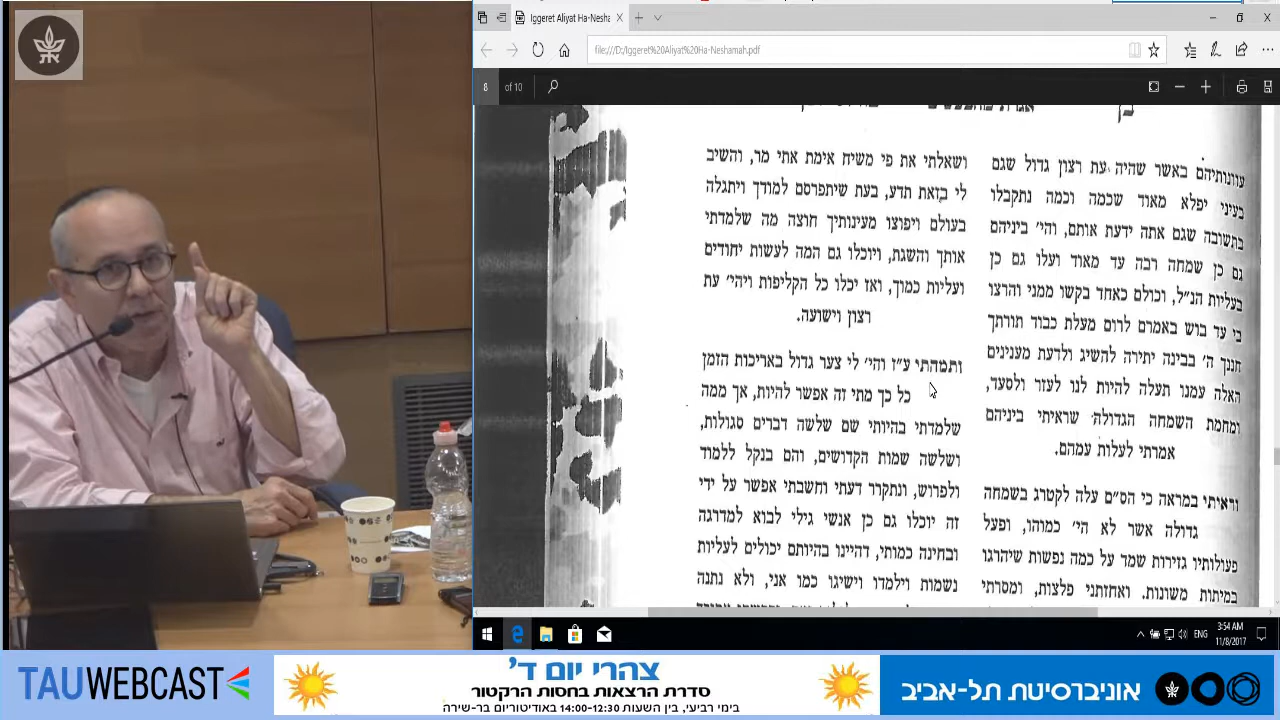 Iggeret Aliyat Ha-Nesha
file:///D:/Iggeret%20Aliyat%20Ha-Neshamah.pdf
8 of 10
עוונותיהם באשר שהיה עת רצון גדול שגם
בעיני יפלא מאוד שכמה וכמה נתקבלו
בתשובה שגם אתה ידעת אותם, והי׳ ביניהם
גם כן שמחה רבה עד מאוד ועלו גם כן
בעליות הנ״ל, וכולם כאחד בקשו ממני והרצו
בי עד בוש באמרם לרום מעלת כבוד תורתך
חננך ה׳ בבינה יתירה להשיג ולדעת מענינים
האלה עמנו תעלה להיות לנו לעזר ולסעד,
ומחמת השמחה הגדולה שראיתי ביניהם
אמרתי לעלות עמהם.
וראיתי במראה כי הס״ם עלה לקטרג בשמחה
גדולה אשר לא הי׳ כמוהו, ופעל
פעולותיו גזירות שמד על כמה נפשות שיהרגו
במיתות משונות. ואחזתני פלצות, ומסרתי
ושאלתי את פי משיח אימת אתי מר, והשיב
לי בזאת תדע, בעת שיתפרסם למודך ויתגלה
בעולם ויפוצו מעינותיך חוצה מה שלמדתי
אותך והשגת, ויוכלו גם המה לעשות יחודים
ועליות כמוך, ואז יכלו כל הקליפות ויהי׳ עת
רצון וישועה.
ותמהתי ע״ז והי׳ לי צער גדול באריכות הזמן
כל כך מתי זה אפשר להיות, אך ממה
שלמדתי בהיותי שם שלשה דברים סגולות,
ושלשה שמות הקדושים, והם בנקל ללמוד
ולפרוש, ונתקרר דעתי וחשבתי אפשר על ידי
זה יוכלו גם כן אנשי גילי לבוא למדרגה
ובחינה כמותי, דהיינו בהיותם יכולים לעליות
נשמות וילמדו וישיגו כמו אני, ולא נתנה
ENG
3:54 AM
11/8/2017
TAUWEBCAST
צהרי יום ד׳
סדרת הרצאות בחסות הרקטור
בימי רביעי, בין השעות 14:00-12:30 באודיטוריום בר-שירה
אוניברסיטת תל-אביב